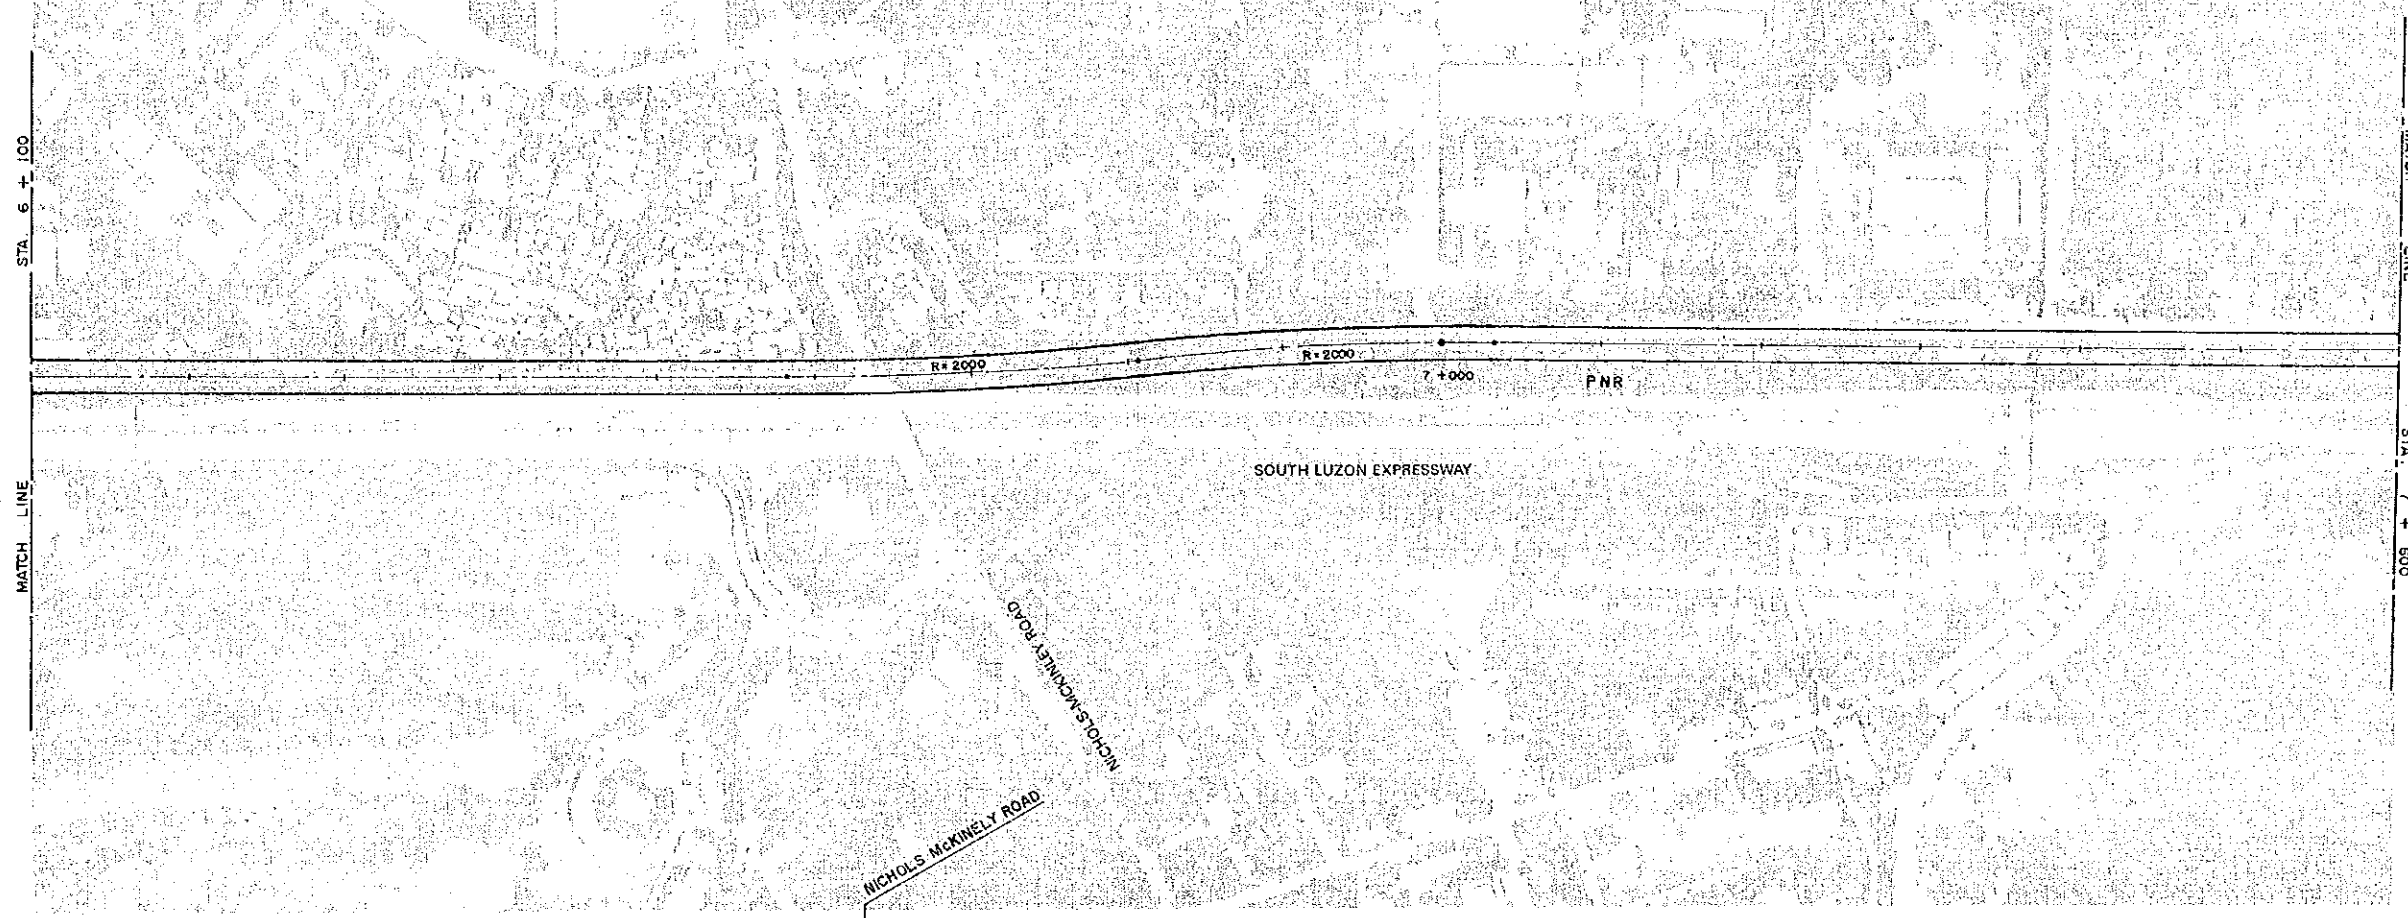 STA. 6 + 100
MATCH LINE
R= 2000
R= 2000
7 +000
PNR
SOUTH LUZON EXPRESSWAY
NICHOLS-MCKINLEY ROAD
NICHOLS McKINELY ROAD
LINE
STA. 7 + 600